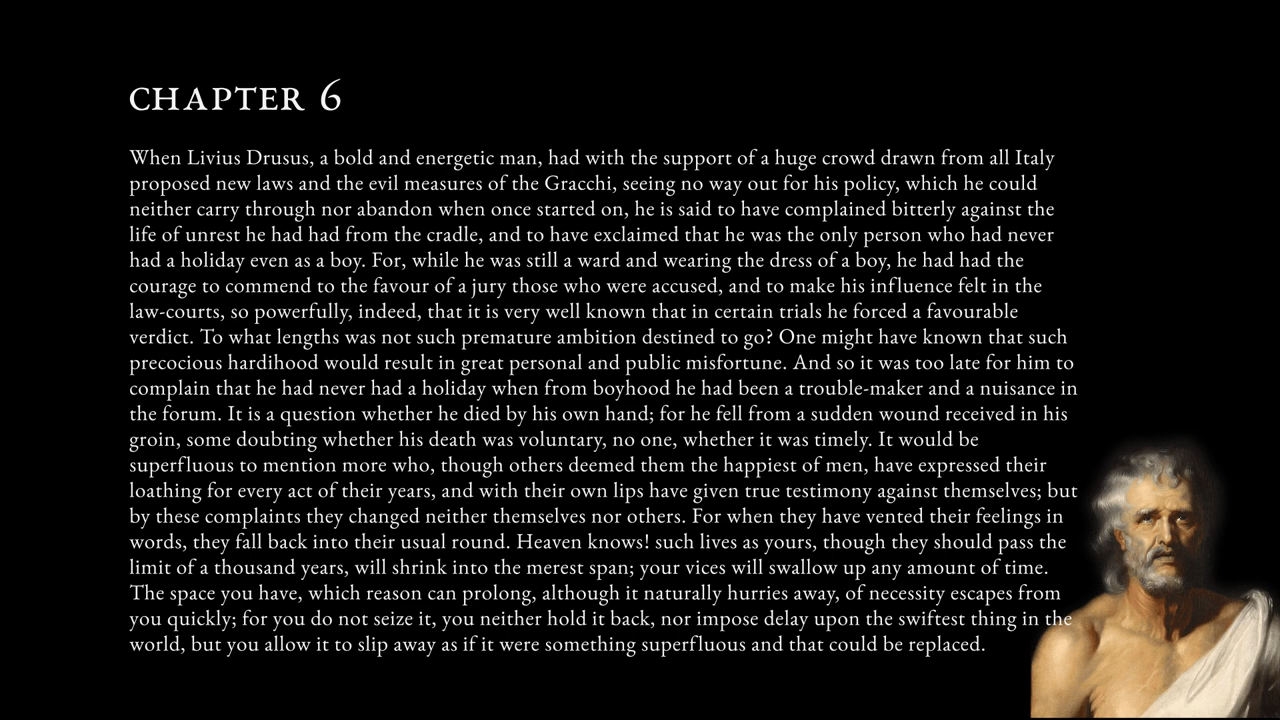 CHAPTER 6
When Livius Drusus, a bold and energetic man, had with the support of a huge crowd drawn from all Italy
proposed new laws and the evil measures of the Gracchi, seeing no way out for his policy, which he could
neither carry through nor abandon when once started on, he is said to have complained bitterly against the
life of unrest he had had from the cradle, and to have exclaimed that he was the only person who had never
had a holiday even as a boy. For, while he was still a ward and wearing the dress of a boy, he had had the
courage to commend to the favour of a jury those who were accused, and to make his influence felt in the
law-courts, so powerfully, indeed, that it is very well known that in certain trials he forced a favourable
verdict. To what lengths was not such premature ambition destined to go? One might have known that such
precocious hardihood would result in great personal and public misfortune. And so it was too late for him to
complain that he had never had a holiday when from boyhood he had been a trouble-maker and a nuisance in
the forum. It is a question whether he died by his own hand; for he fell from a sudden wound received in his
groin, some doubting whether his death was voluntary, no one, whether it was timely. It would be
superfluous to mention more who, though others deemed them the happiest of men, have expressed their
loathing for every act of their years, and with their own lips have given true testimony against themselves; but
by these complaints they changed neither themselves nor others. For when they have vented their feelings in
words, they fall back into their usual round. Heaven knows! such lives as yours, though they should pass the
limit of a thousand years, will shrink into the merest span; your vices will swallow up any amount of time.
The space you have, which reason can prolong, although it naturally hurries away, of necessity escapes from
you quickly; for you do not seize it, you neither hold it back, nor impose delay upon the swiftest thing in the
world, but you allow it to slip away as if it were something superfluous and that could be replaced.